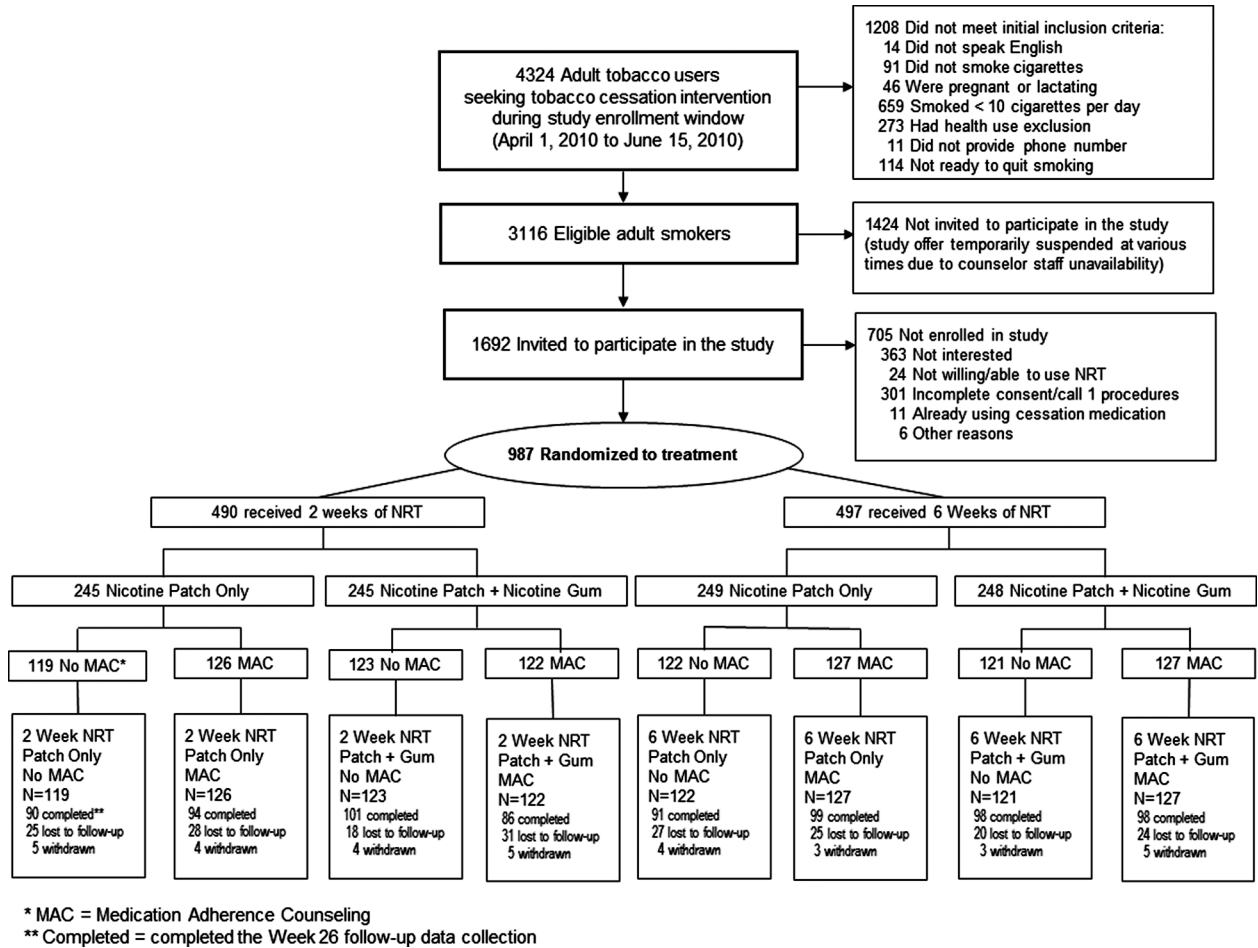 1208 Did not meet initial inclusion criteria:
14 Did not speak English
91 Did not smoke cigarettes
46 Were pregnant or lactating
659 Smoked < 10 cigarettes per day
273 Had health use exclusion
11 Did not provide phone number
114 Not ready to quit smoking
4324 Adult tobacco users
seeking tobacco cessation intervention
during study enrollment window
(April 1, 2010 to June 15, 2010)
3116 Eligible adult smokers
1424 Not invited to participate in the study
(study offer temporarily suspended at various
times due to counselor staff unavailability)
1692 Invited to participate in the study
705 Not enrolled in study
363 Not interested
24 Not willing/able to use NRT
301 Incomplete consent/call 1 procedures
11 Already using cessation medication
6 Other reasons
987 Randomized to treatment
490 received 2 weeks of NRT
497 received 6 Weeks of NRT
245 Nicotine Patch Only
245 Nicotine Patch + Nicotine Gum
249 Nicotine Patch Only
248 Nicotine Patch + Nicotine Gum
119 No MAC*
126 MAC
123 No MAC
122 MAC
122 No MAC
127 MAC
121 No MAC
127 MAC
2 Week NRT
Patch Only
No MAC
N=119
90 completed**
25 lost to follow-up
5 withdrawn
2 Week NRT
Patch Only
MAC
N=126
94 completed
28 lost to follow-up
4 withdrawn
2 Week NRT
Patch + Gum
No MAC
N=123
101 completed
18 lost to follow-up
4 withdrawn
2 Week NRT
Patch + Gum
MAC
N=122
86 completed
31 lost to follow-up
5 withdrawn
6 Week NRT
Patch Only
No MAC
N=122
91 completed
27 lost to follow-up
4 withdrawn
6 Week NRT
Patch Only
MAC
N=127
99 completed
25 lost to follow-up
3 withdrawn
6 Week NRT
Patch + Gum
No MAC
N=121
98 completed
20 lost to follow-up
3 withdrawn
6 Week NRT
Patch + Gum
MAC
N=127
98 completed
24 lost to follow-up
5 withdrawn
* MAC = Medication Adherence Counseling
** Completed = completed the Week 26 follow-up data collection